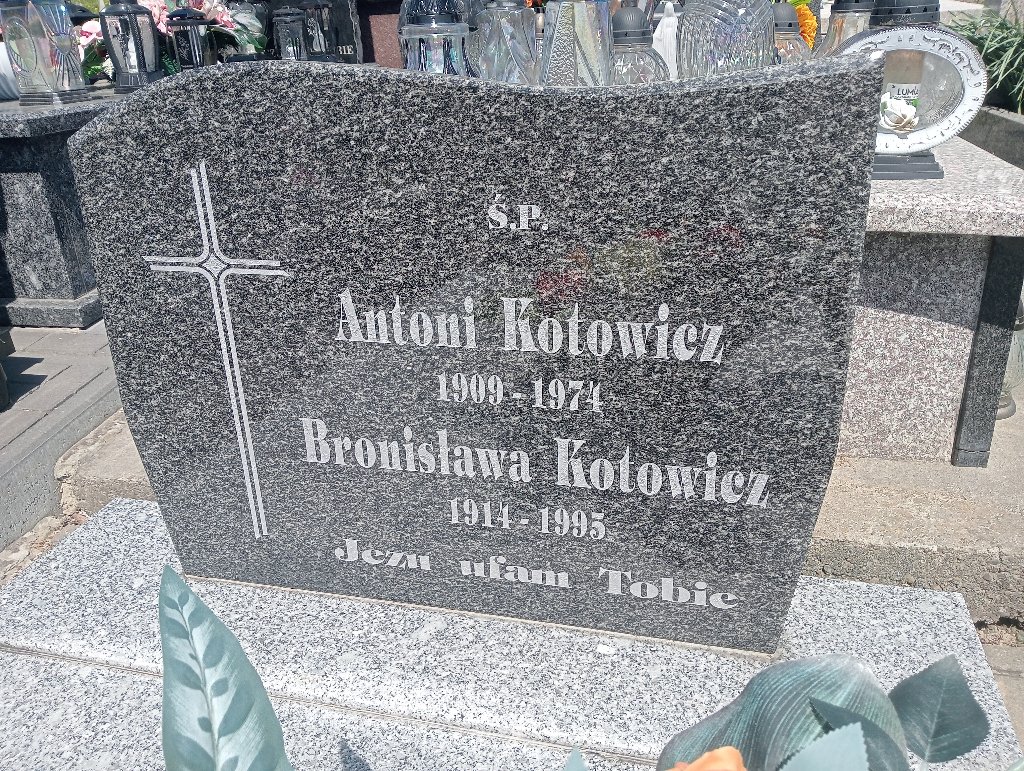 Ś.P.
Antoni Kotowicz
1909 - 1974
Bronisława Kotowicz
1914 - 1995
Jezu ufam Tobie